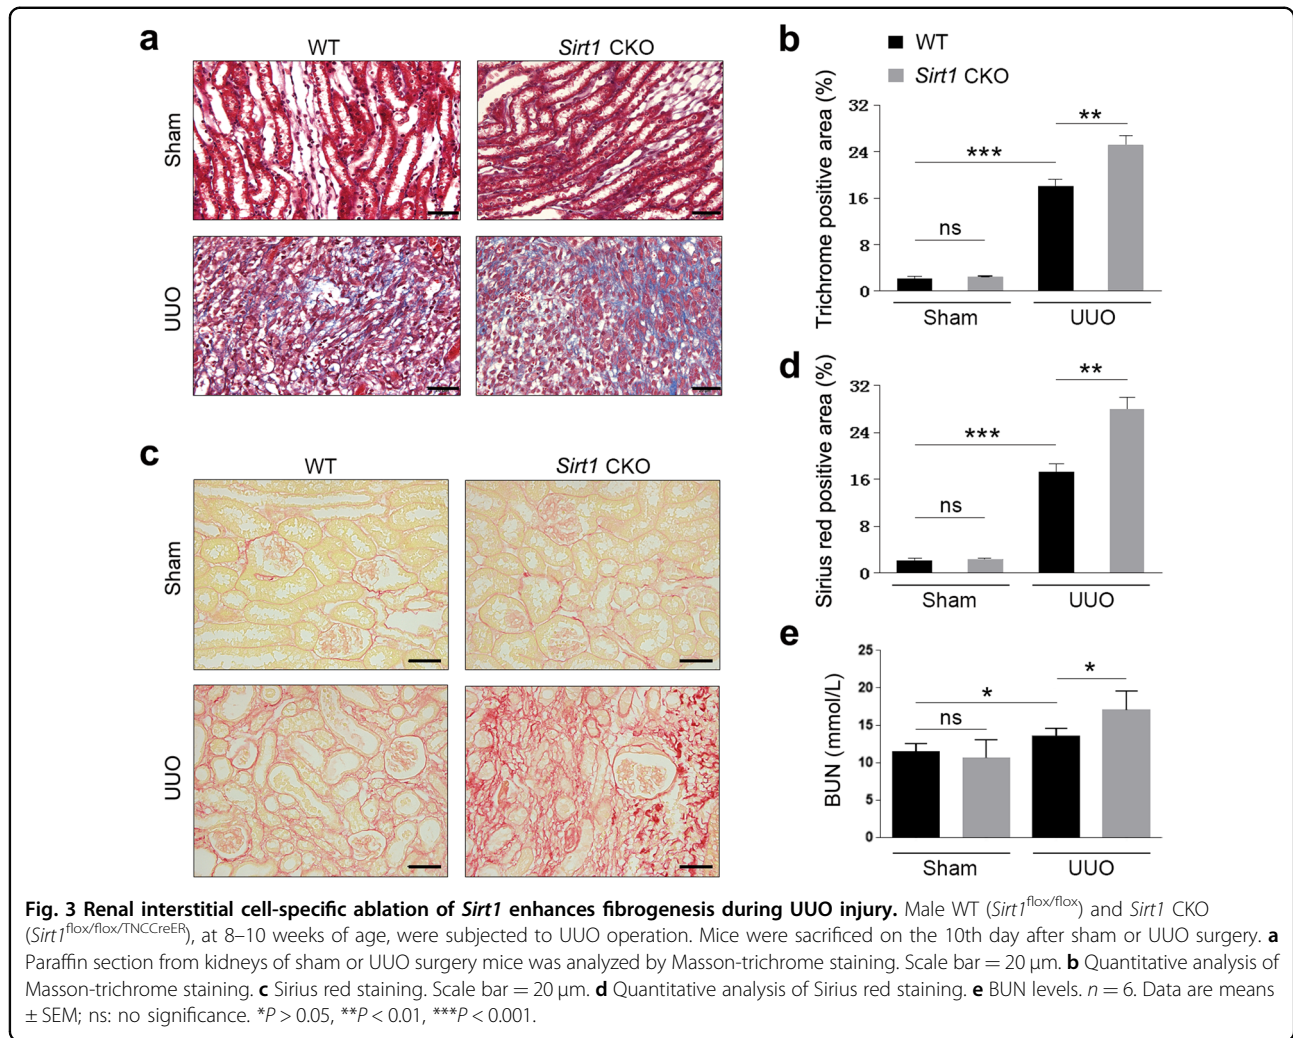 a
WT
Sirt1 CKO
Sham
UUO
b
WT
Sirt1 CKO
Trichrome positive area (%)
32
24
16
8
0
ns
***
**
Sham
UUO
c
WT
Sirt1 CKO
Sham
UUO
d
Sirius red positive area (%)
32
24
16
8
0
ns
***
**
Sham
UUO
e
BUN (mmol/L)
25
20
15
10
5
0
ns
*
*
Sham
UUO
Fig. 3 Renal interstitial cell-specific ablation of Sirt1 enhances fibrogenesis during UUO injury. Male WT (Sirt1flox/flox) and Sirt1 CKO
(Sirt1flox/flox/TNCCreER), at 8–10 weeks of age, were subjected to UUO operation. Mice were sacrificed on the 10th day after sham or UUO surgery. a
Paraffin section from kidneys of sham or UUO surgery mice was analyzed by Masson-trichrome staining. Scale bar = 20 μm. b Quantitative analysis of
Masson-trichrome staining. c Sirius red staining. Scale bar = 20 μm. d Quantitative analysis of Sirius red staining. e BUN levels. n = 6. Data are means
± SEM; ns: no significance. *P > 0.05, **P < 0.01, ***P < 0.001.